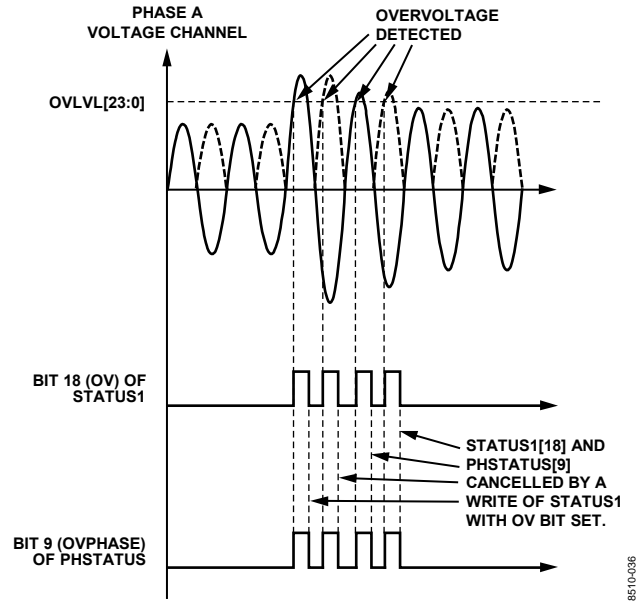 PHASE A
VOLTAGE CHANNEL
OVERVOLTAGE
DETECTED
OVLVL[23:0]
BIT 18 (OV) OF
STATUS1
STATUS1[18] AND
PHSTATUS[9]
CANCELLED BY A
WRITE OF STATUS1
WITH OV BIT SET.
BIT 9 (OVPHASE)
OF PHSTATUS
8510-036